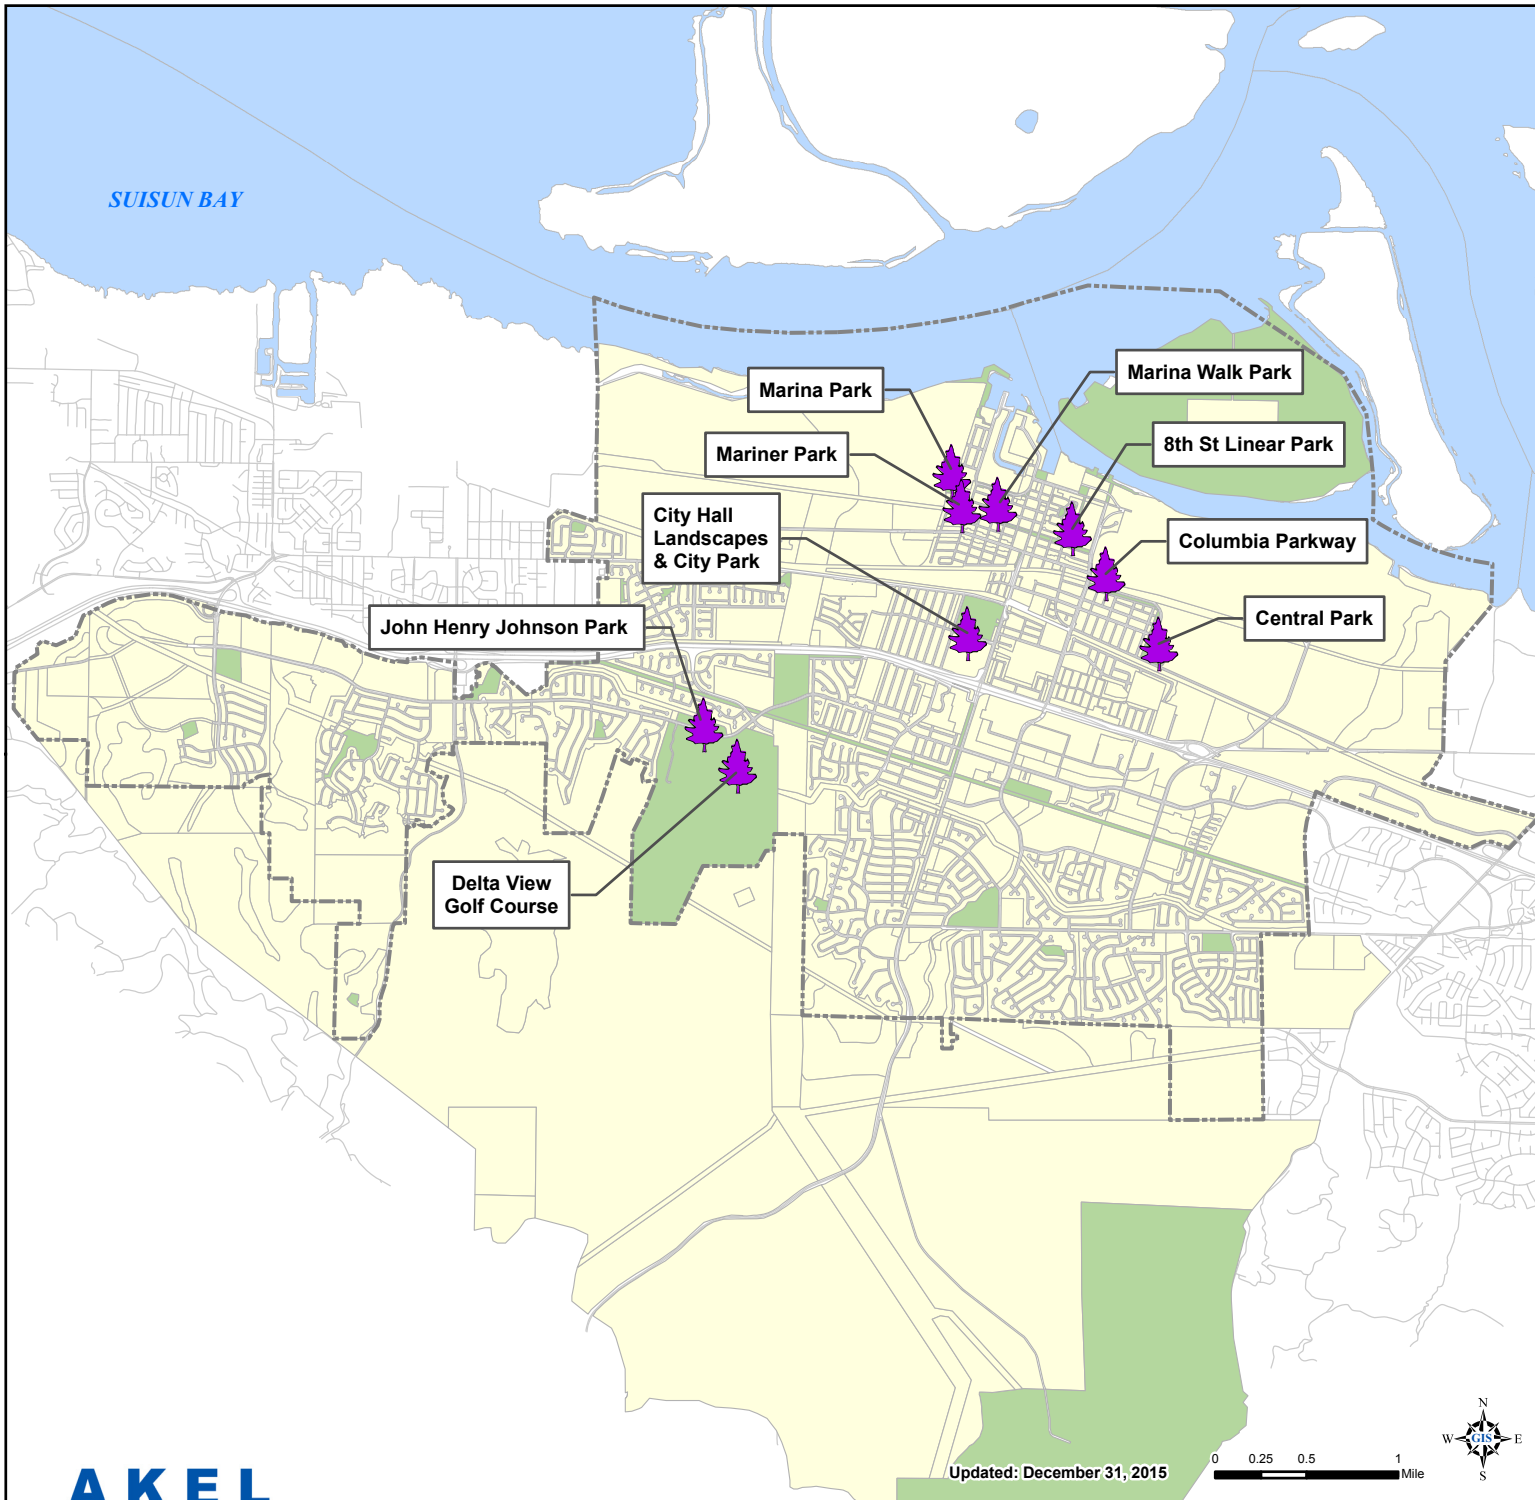 SUISUN BAY
Marina Park
Marina Walk Park
Mariner Park
8th St Linear Park
City Hall
Landscapes
& City Park
Columbia Parkway
John Henry Johnson Park
Central Park
Delta View
Golf Course
N
W
GIS
E
S
0
0.25
0.5
1
Mile
Updated: December 31, 2015
AKEL